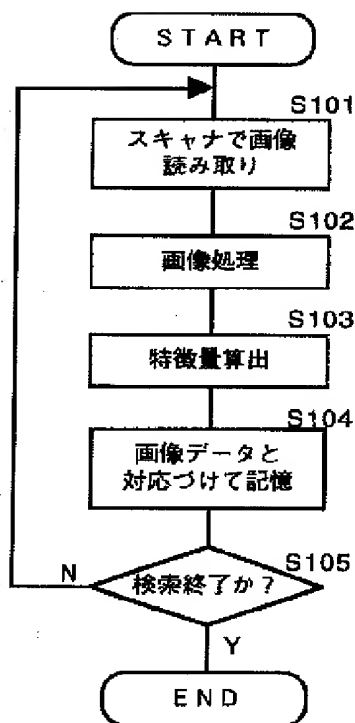 START
S101
スキャナで画像
読み取り
S102
画像処理
S103
特徴量算出
S104
画像データと
対応づけて記憶
S105
検索終了か?
N
Y
END